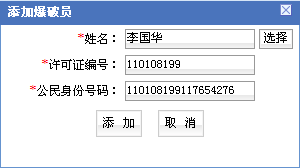 添加爆破员
*姓名： 李国华 选择
*许可证编号： 110108199
*公民身份号码： 110108199117654276
添 加 取 消